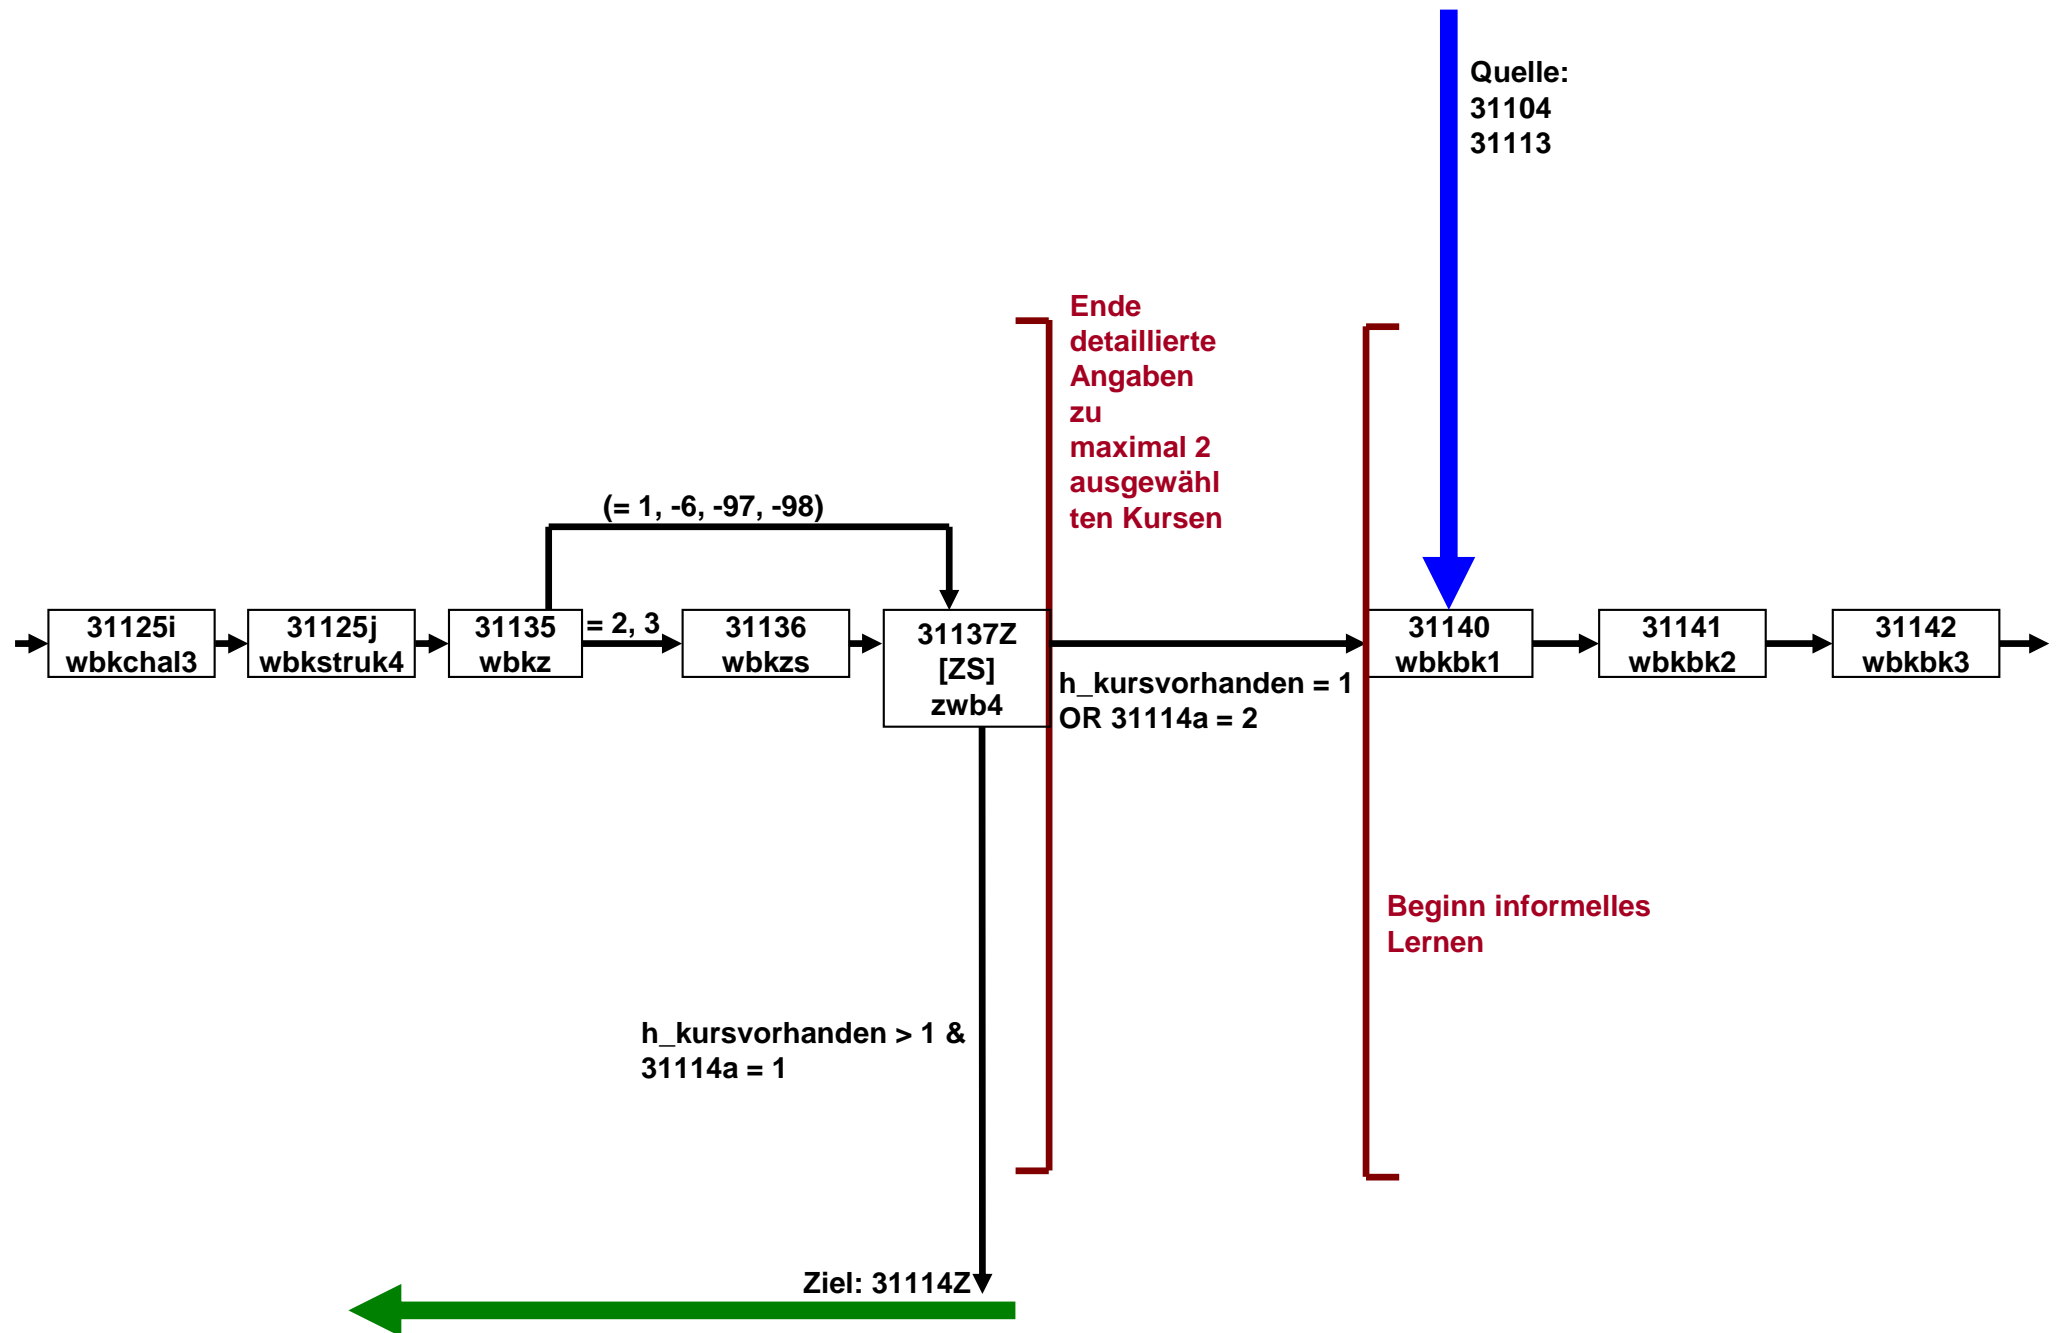 Quelle:
31104
31113
Ende
detaillierte
Angaben
zu
maximal 2
ausgewähl
ten Kursen
(= 1, -6, -97, -98)
31125i
wbkchal3
31125j
wbkstruk4
31135
wbkz
= 2, 3
31136
wbkzs
31137Z
[ZS]
zwb4
h_kursvorhanden = 1
OR 31114a = 2
31140
wbkbk1
31141
wbkbk2
31142
wbkbk3
Beginn informelles
Lernen
h_kursvorhanden > 1 &
31114a = 1
Ziel: 31114Z